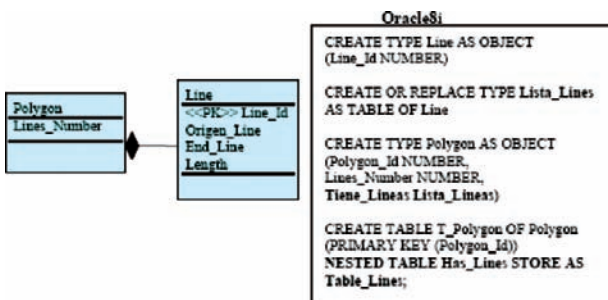 Oracle8i
Polygon
Lines_Number
Line
<<PK>> Line_Id
Origen_Line
End_Line
Length
CREATE TYPE Line AS OBJECT
(Line_Id NUMBER)
CREATE OR REPLACE TYPE Lista_Lines
AS TABLE OF Line
CREATE TYPE Polygon AS OBJECT
(Polygon_Id NUMBER,
Lines_Number NUMBER,
Tiene_Lineas Lista_Lineas)
CREATE TABLE T_Polygon OF Polygon
(PRIMARY KEY (Polygon_Id))
NESTED TABLE Has_Lines STORE AS
Table_Lines;